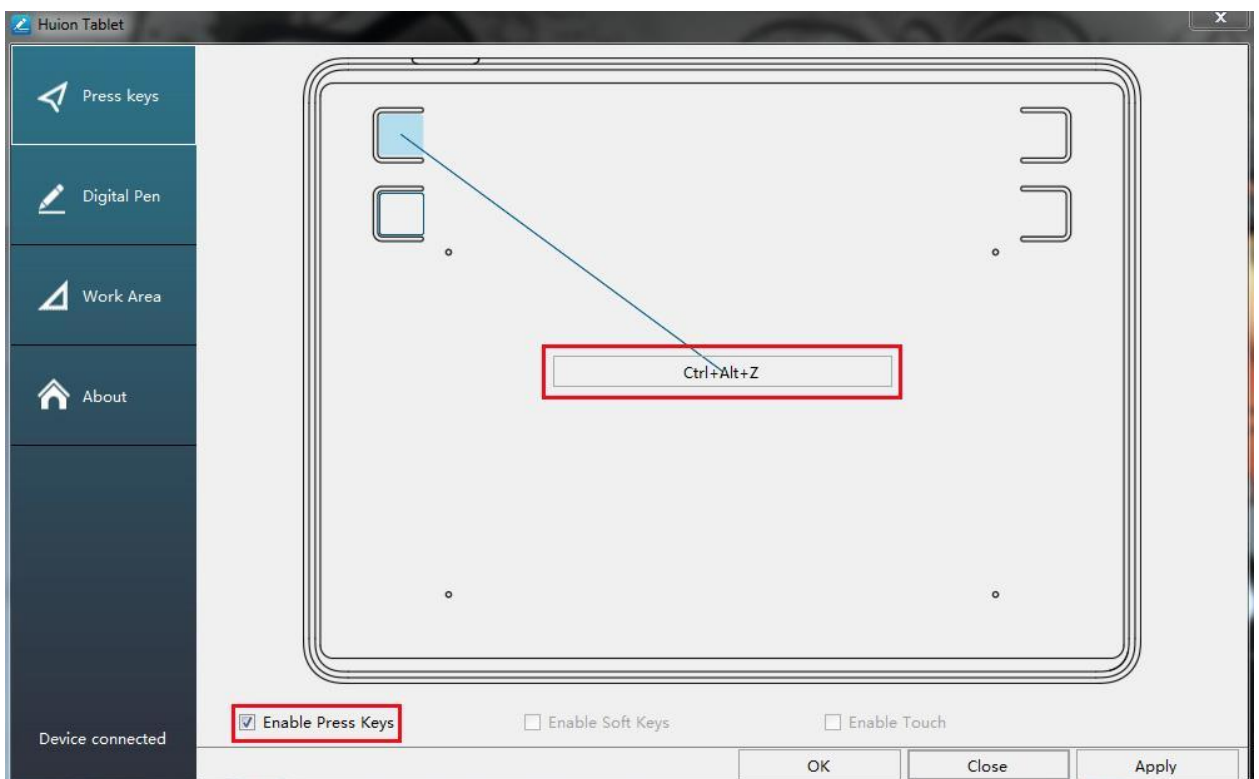 Huion Tablet
X
Press keys
Digital Pen
Work Area
About
Ctrl+Alt+Z
Enable Press Keys
Enable Soft Keys
Enable Touch
Device connected
OK
Close
Apply